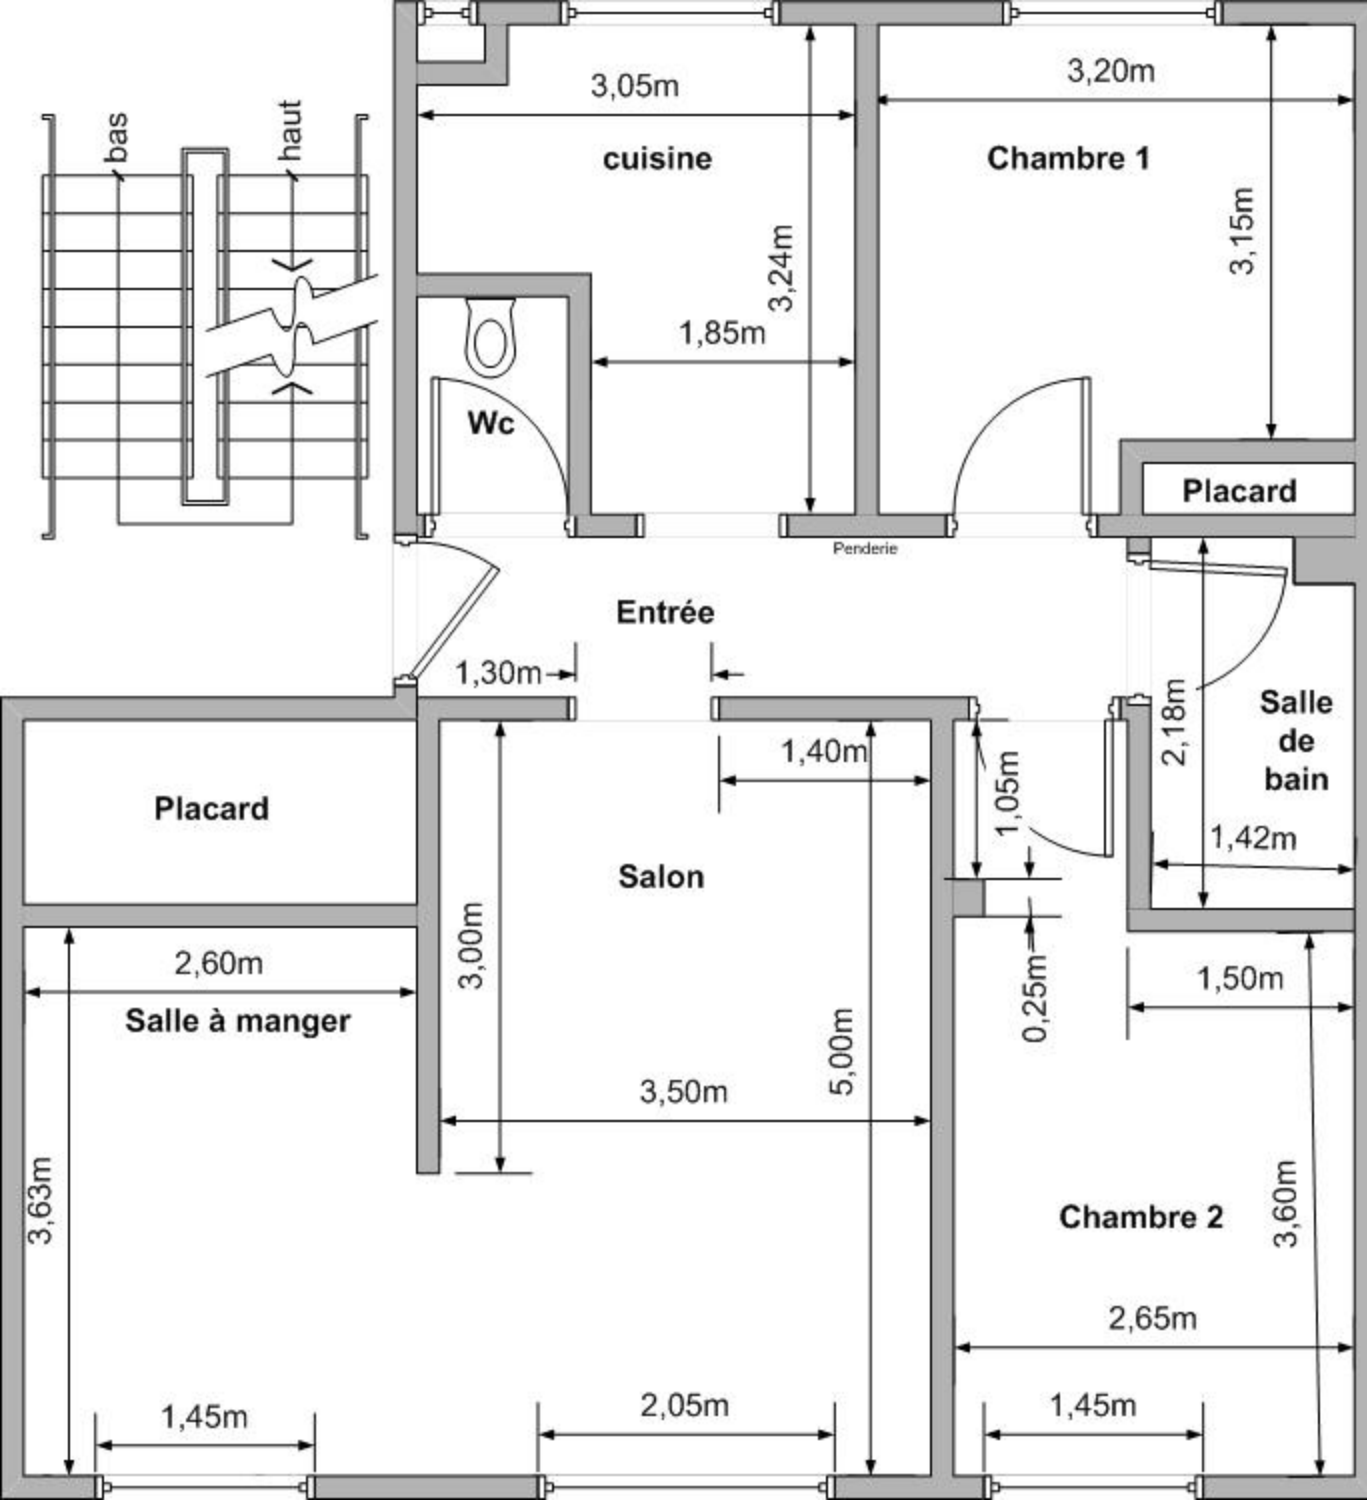 3,05m
3,20m
bas
haut
cuisine
Chambre 1
3,24m
3,15m
1,85m
Wc
Placard
Penderie
Entrée
1,30m
2,18m
Salle
de
bain
1,40m
1,05m
Placard
1,42m
Salon
3,00m
2,60m
0,25m
1,50m
Salle à manger
5,00m
3,50m
3,63m
Chambre 2
3,60m
2,65m
1,45m
2,05m
1,45m